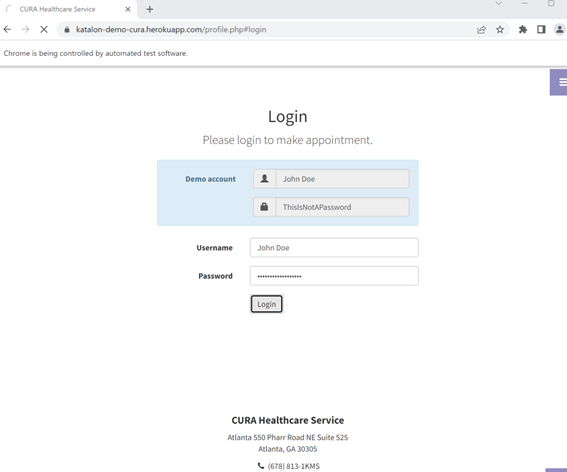 CURA Healthcare Service
katalon-demo-cura.herokuapp.com/profile.php#login
Chrome is being controlled by automated test software.
Login
Please login to make appointment.
Demo account
John Doe
ThisIsNotAPassword
Username
John Doe
Password
••••••••••••••••••
Login
CURA Healthcare Service
Atlanta 550 Pharr Road NE Suite 525
Atlanta, GA 30305
(678) 813-1KMS